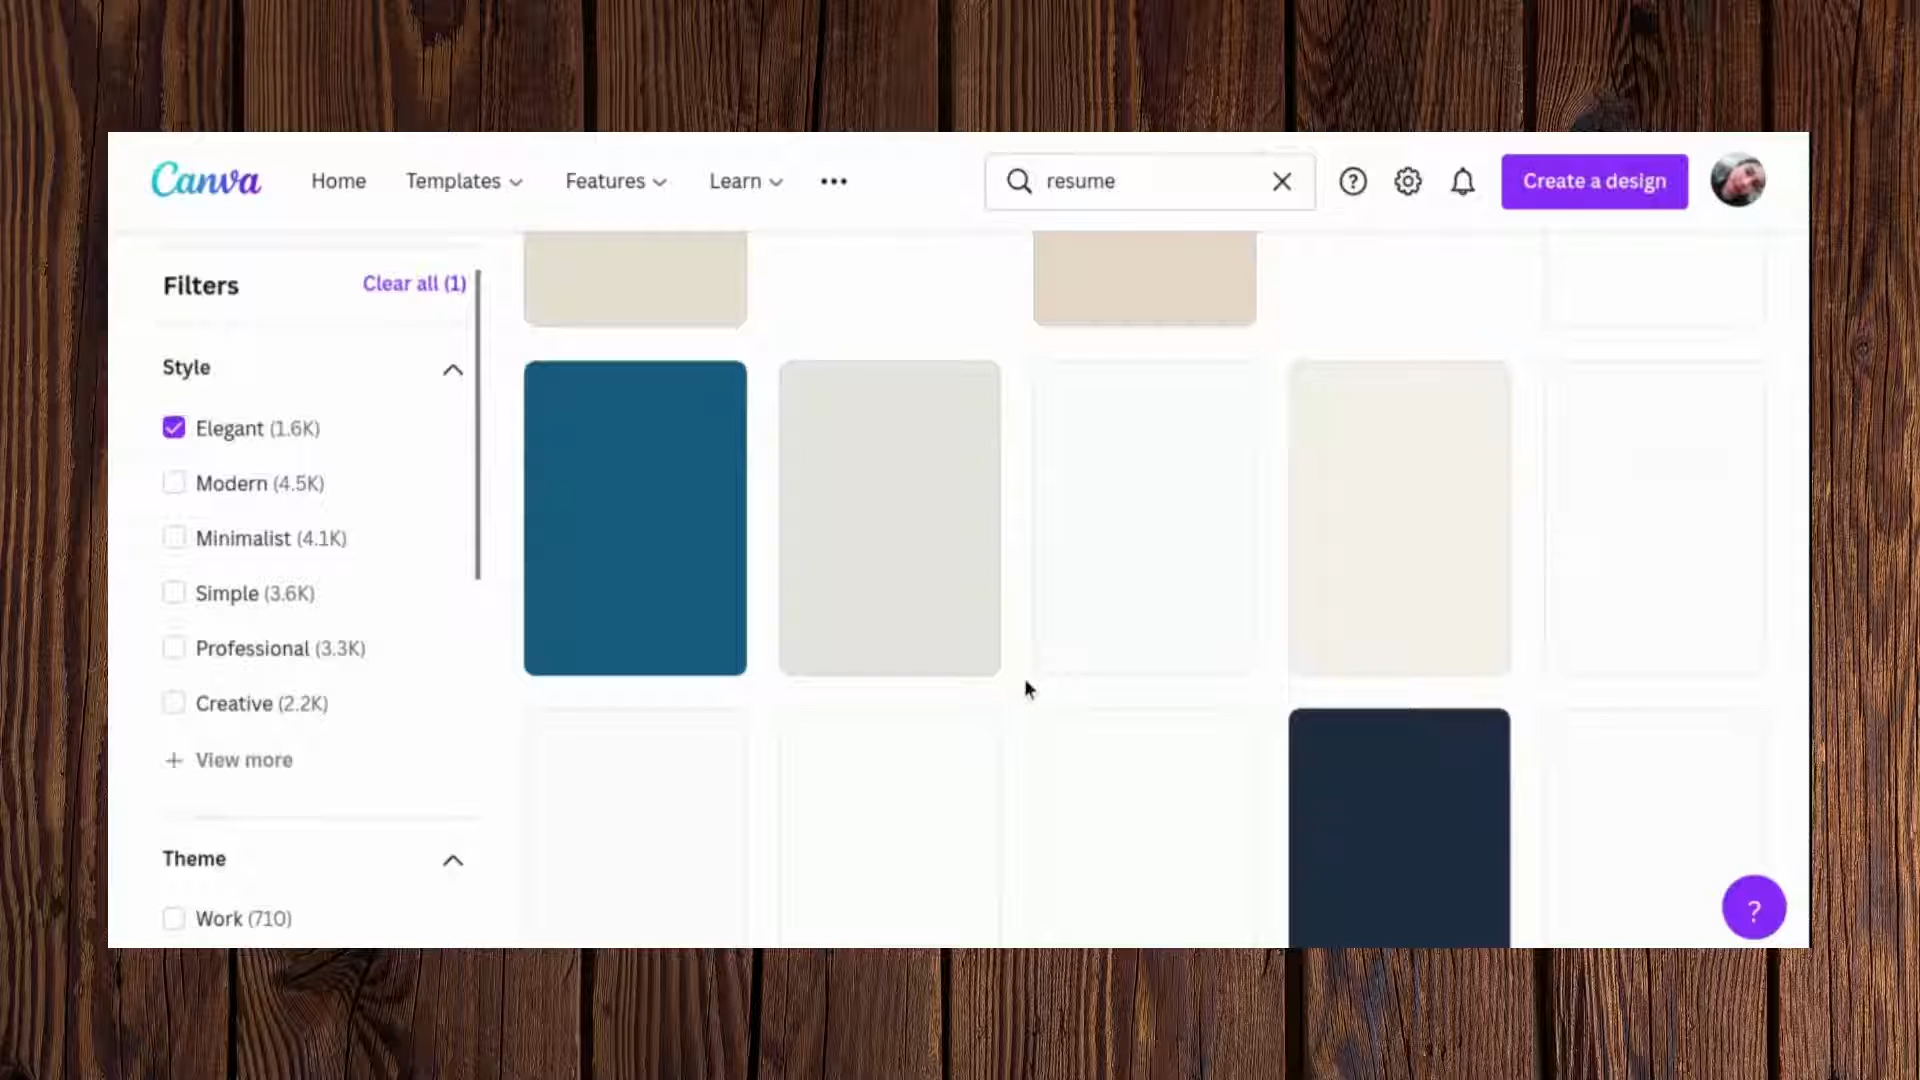 Canva
Home
Templates
Features
Learn
resume
Create a design
Filters
Clear all (1)
Style
Elegant (1.6K)
Modern (4.5K)
Minimalist (4.1K)
Simple (3.6K)
Professional (3.3K)
Creative (2.2K)
+ View more
Theme
Work (710)
?